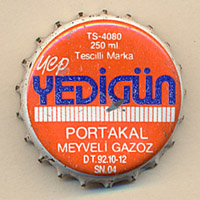 TS-4080
250 ml.
Tescilli Marka
yep
YEDİGÜN
PORTAKAL
MEYVELİ GAZOZ
D.T.92.10-12
SN.04